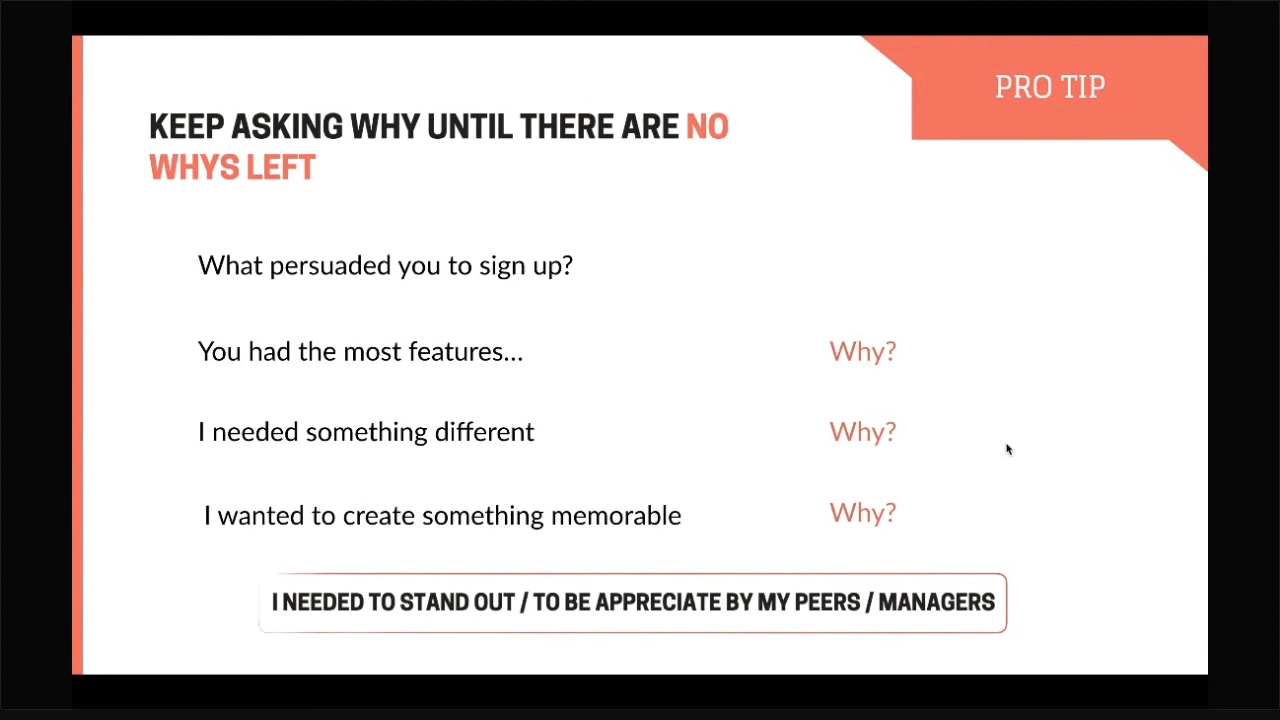 PRO TIP
KEEP ASKING WHY UNTIL THERE ARE NO
WHYS LEFT
What persuaded you to sign up?
You had the most features... Why?
I needed something different Why?
I wanted to create something memorable Why?
I NEEDED TO STAND OUT / TO BE APPRECIATE BY MY PEERS / MANAGERS